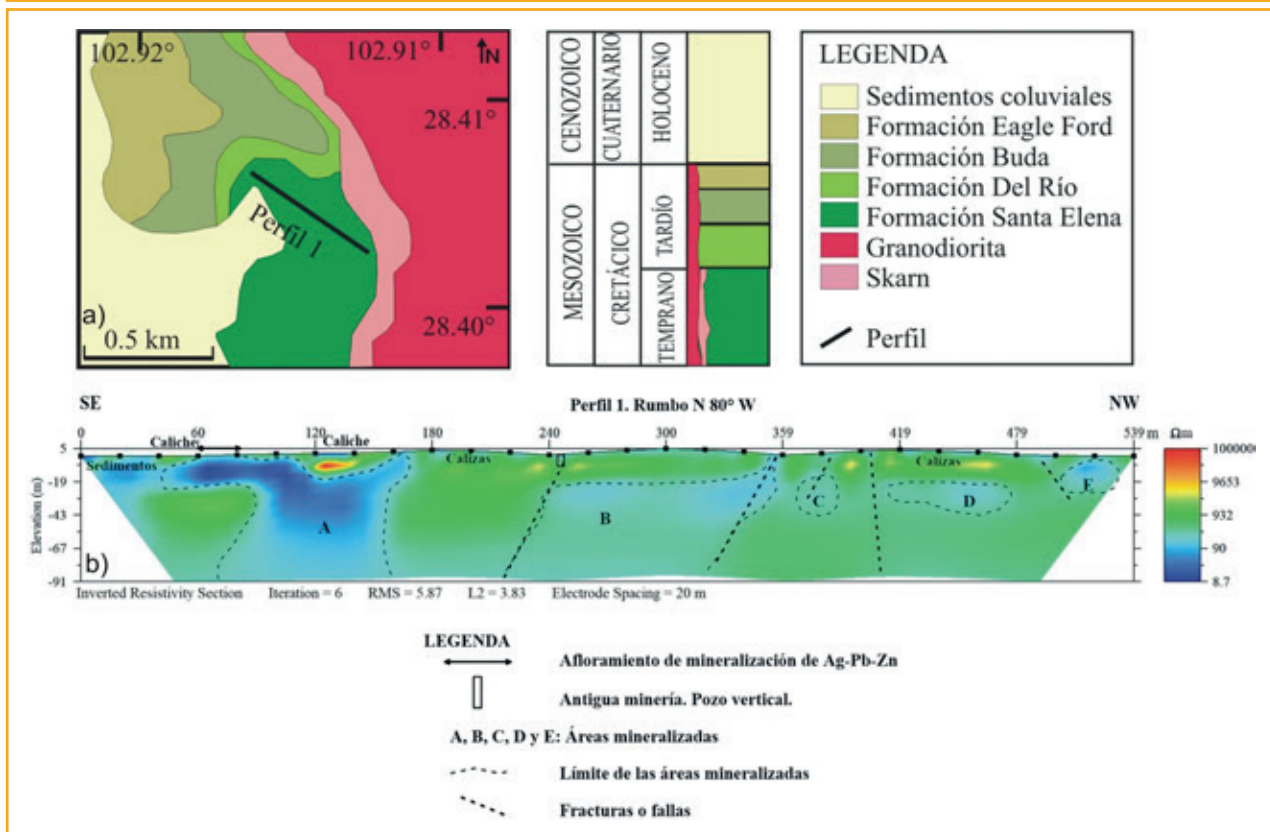 102.92°
102.91°
N
28.41°
Perfil 1
28.40°
a)
0.5 km
CENOZOICO
CUATERNARIO
HOLOCENO
MESOZOICO
CRETÁCICO
TARDÍO
TEMPRANO
LEGENDA
Sedimentos coluviales
Formación Eagle Ford
Formación Buda
Formación Del Río
Formación Santa Elena
Granodiorita
Skarn
Perfil
SE
Perfil 1. Rumbo N 80° W
NW
0 60 120 180 240 300 359 419 479 539 m Ωm
Caliche Caliche
Sedimentos Calizas Calizas
Elevation (m)
5
-19
-43
-67
-91
A
B
C
D
E
b)
1000000
9653
932
90
8.7
Inverted Resistivity Section Iteration = 6 RMS = 5.87 L2 = 3.83 Electrode Spacing = 20 m
LEGENDA
Afloramiento de mineralización de Ag-Pb-Zn
Antigua minería. Pozo vertical.
A, B, C, D y E: Áreas mineralizadas
Límite de las áreas mineralizadas
Fracturas o fallas